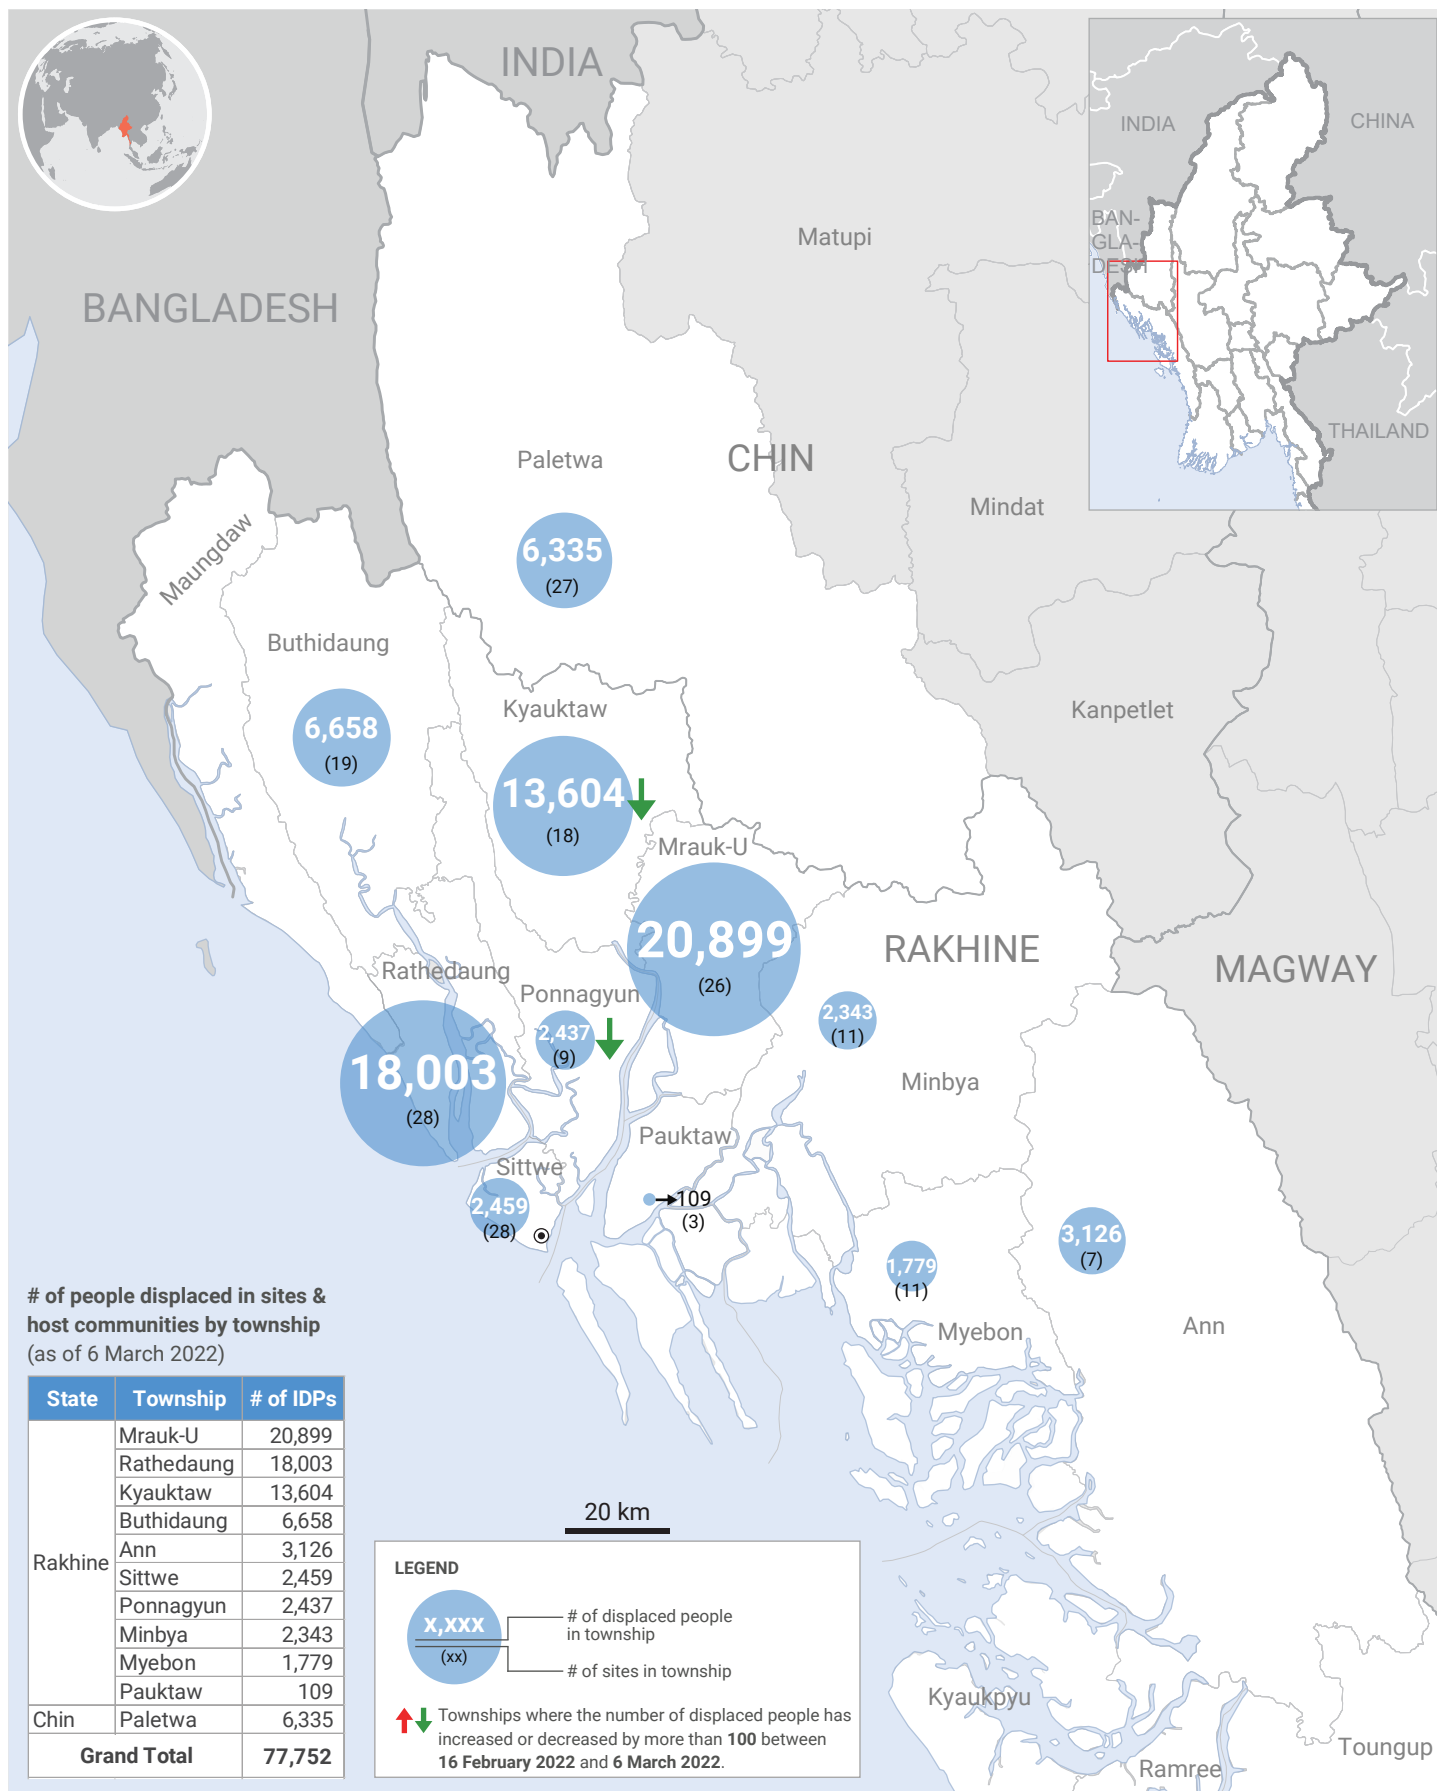 INDIA
INDIA
CHINA
BAN-
GLA-
DESH
THAILAND
Matupi
BANGLADESH
Paletwa
CHIN
Mindat
6,335
(27)
Maungdaw
Buthidaung
6,658
(19)
Kyauktaw
Kanpetlet
13,604
(18)
Mrauk-U
20,899
(26)
RAKHINE
MAGWAY
Rathedaung
Ponnagyun
2,437
(9)
2,343
(11)
18,003
(28)
Minbya
Pauktaw
Sittwe
2,459
(28)
109
(3)
3,126
(7)
1,779
(11)
Myebon
Ann
# of people displaced in sites &
host communities by township
(as of 6 March 2022)
State Township # of IDPs
Rakhine
Mrauk-U 20,899
Rathedaung 18,003
Kyauktaw 13,604
Buthidaung 6,658
Ann 3,126
Sittwe 2,459
Ponnagyun 2,437
Minbya 2,343
Myebon 1,779
Pauktaw 109
Chin Paletwa 6,335
Grand Total 77,752
20 km
LEGEND
x,xxx
(xx)
# of displaced people
in township
# of sites in township
Townships where the number of displaced people has
increased or decreased by more than 100 between
16 February 2022 and 6 March 2022.
Kyaukpyu
Ramree
Toungup